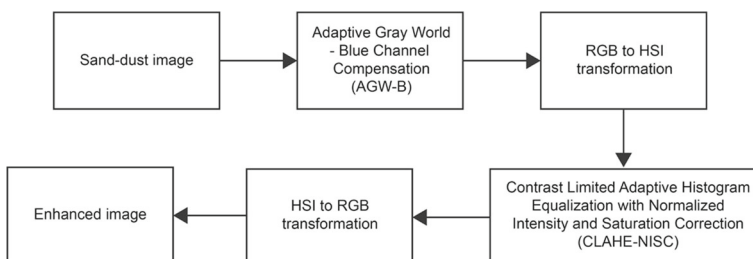 Sand-dust image
Adaptive Gray World
- Blue Channel
Compensation
(AGW-B)
RGB to HSI
transformation
Contrast Limited Adaptive Histogram
Equalization with Normalized
Intensity and Saturation Correction
(CLAHE-NISC)
HSI to RGB
transformation
Enhanced image